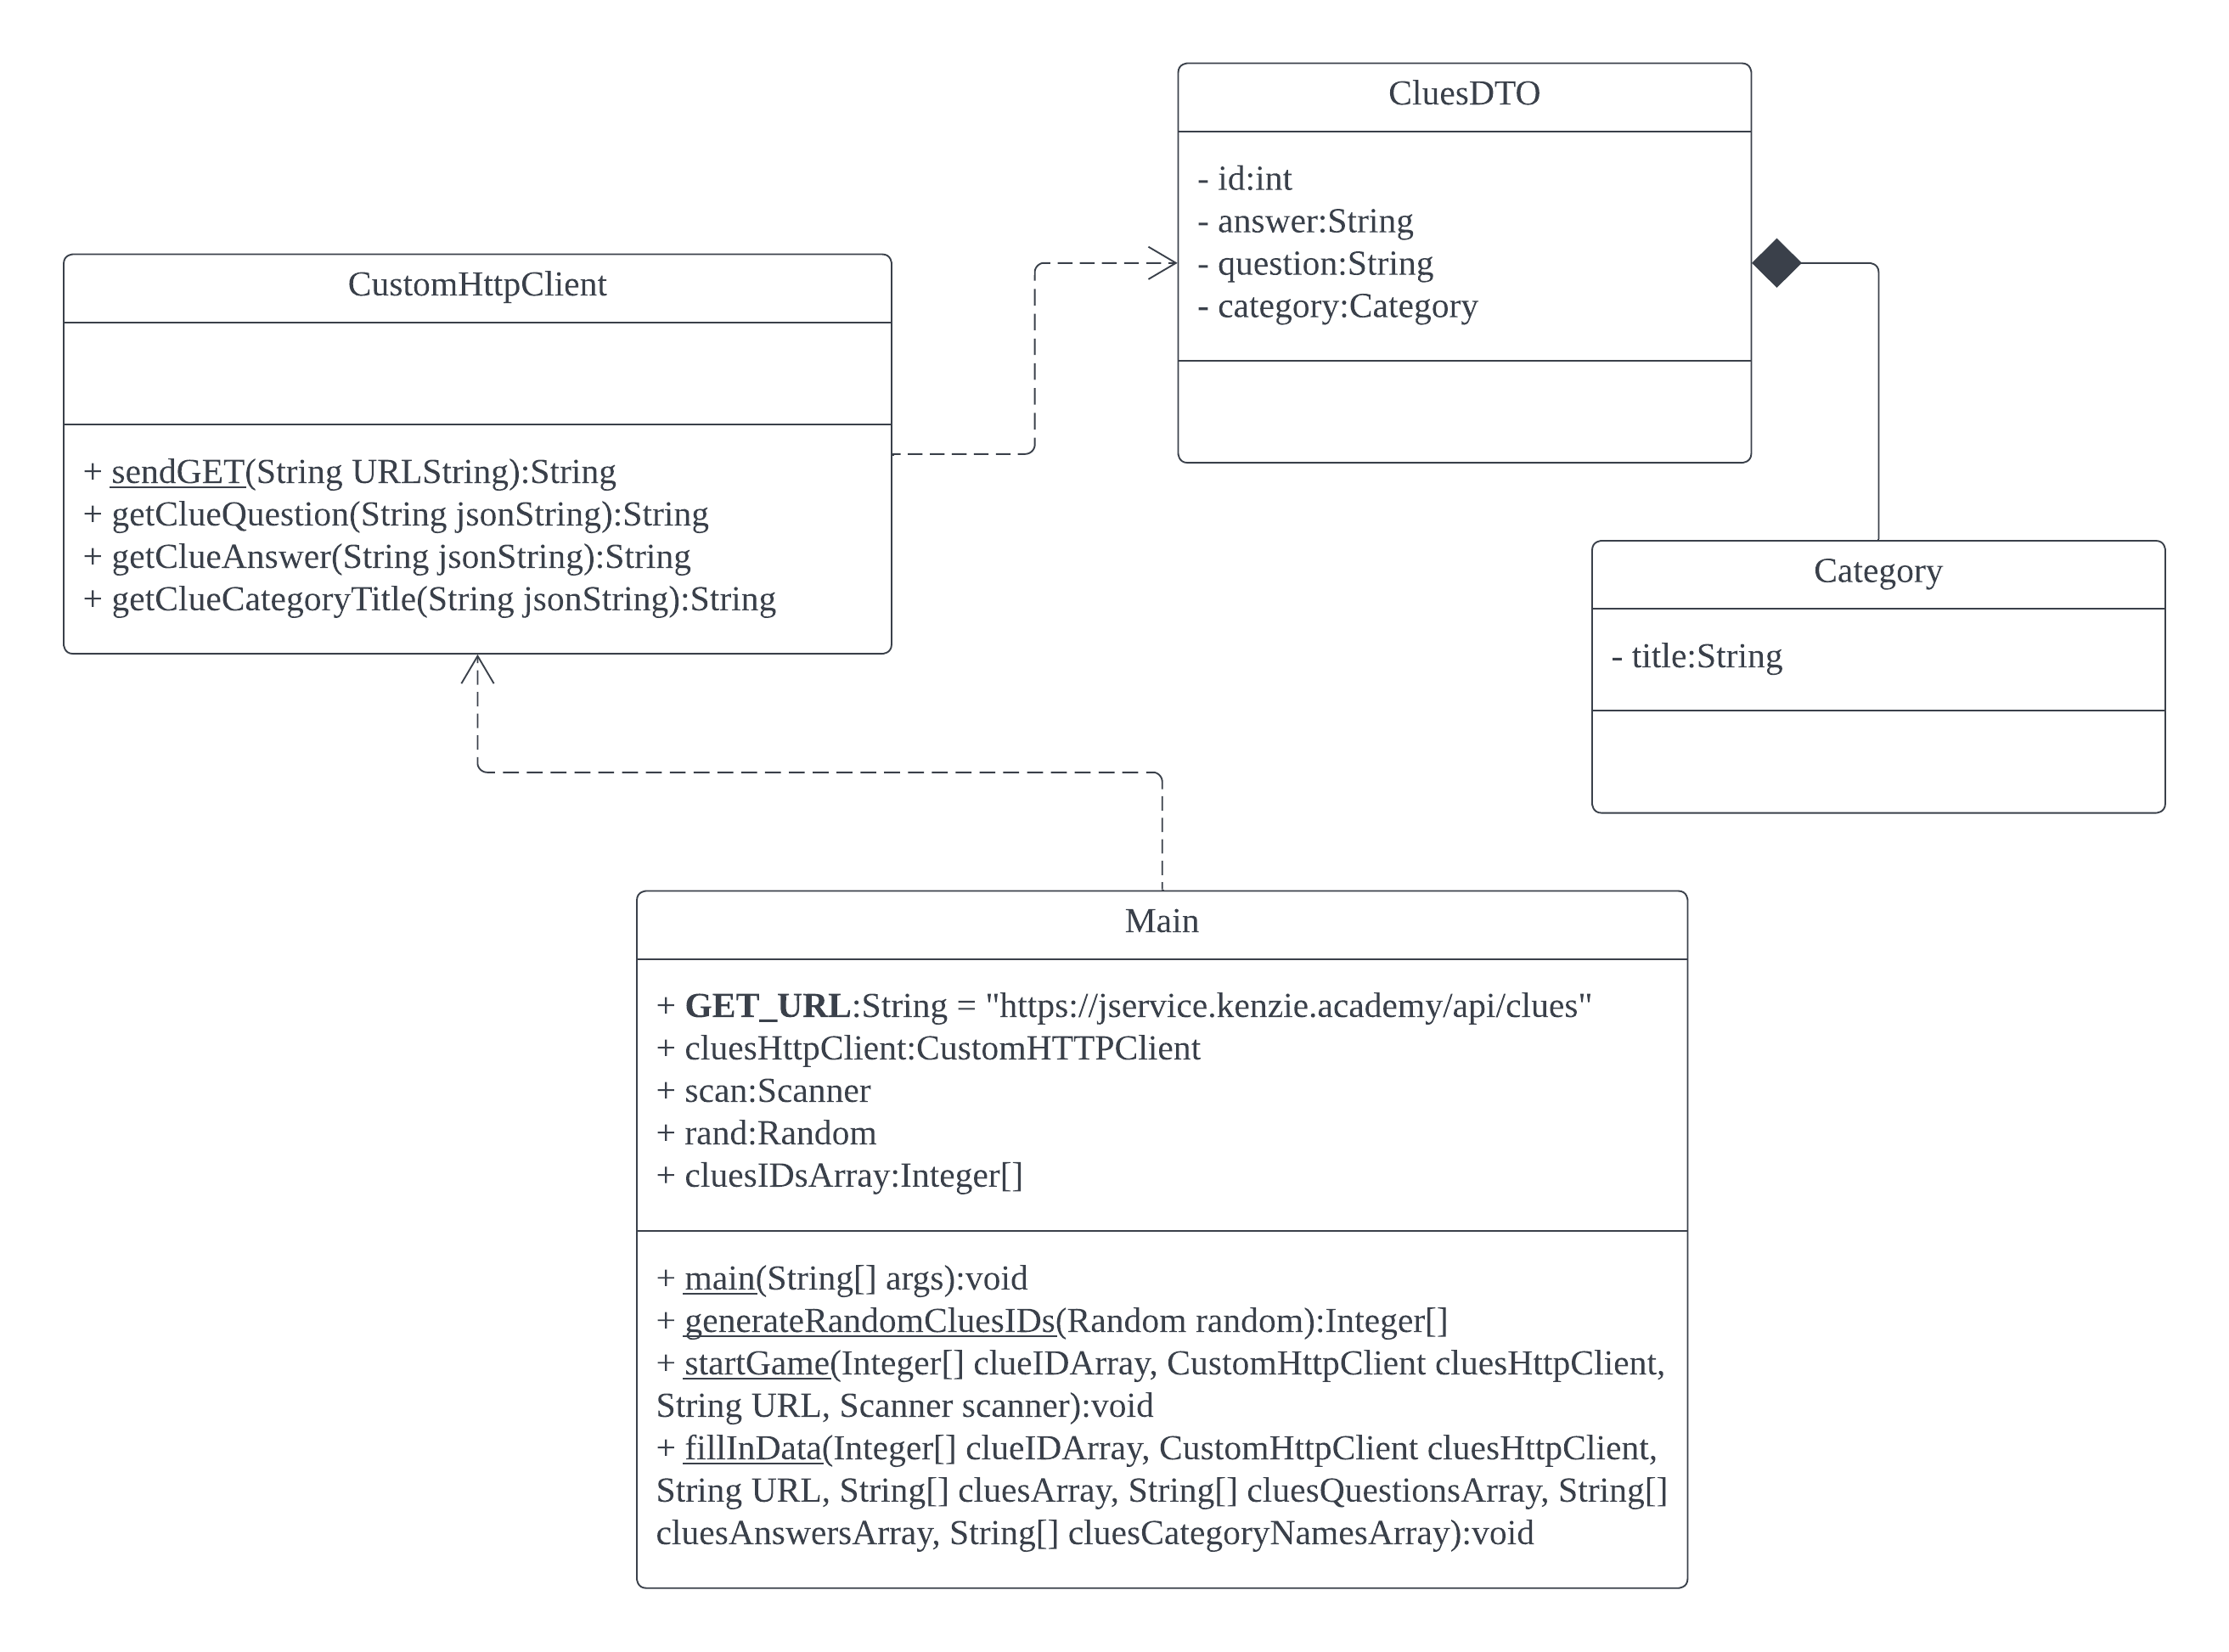 CluesDTO
- id:int
- answer:String
- question:String
- category:Category
CustomHttpClient
+ sendGET(String URLString):String
+ getClueQuestion(String jsonString):String
+ getClueAnswer(String jsonString):String
+ getClueCategoryTitle(String jsonString):String
Category
- title:String
Main
+ GET_URL:String = "https://jservice.kenzie.academy/api/clues"
+ cluesHttpClient:CustomHTTPClient
+ scan:Scanner
+ rand:Random
+ cluesIDsArray:Integer[]
+ main(String[] args):void
+ generateRandomCluesIDs(Random random):Integer[]
+ startGame(Integer[] clueIDArray, CustomHttpClient cluesHttpClient,
String URL, Scanner scanner):void
+ fillInData(Integer[] clueIDArray, CustomHttpClient cluesHttpClient,
String URL, String[] cluesArray, String[] cluesQuestionsArray, String[]
cluesAnswersArray, String[] cluesCategoryNamesArray):void